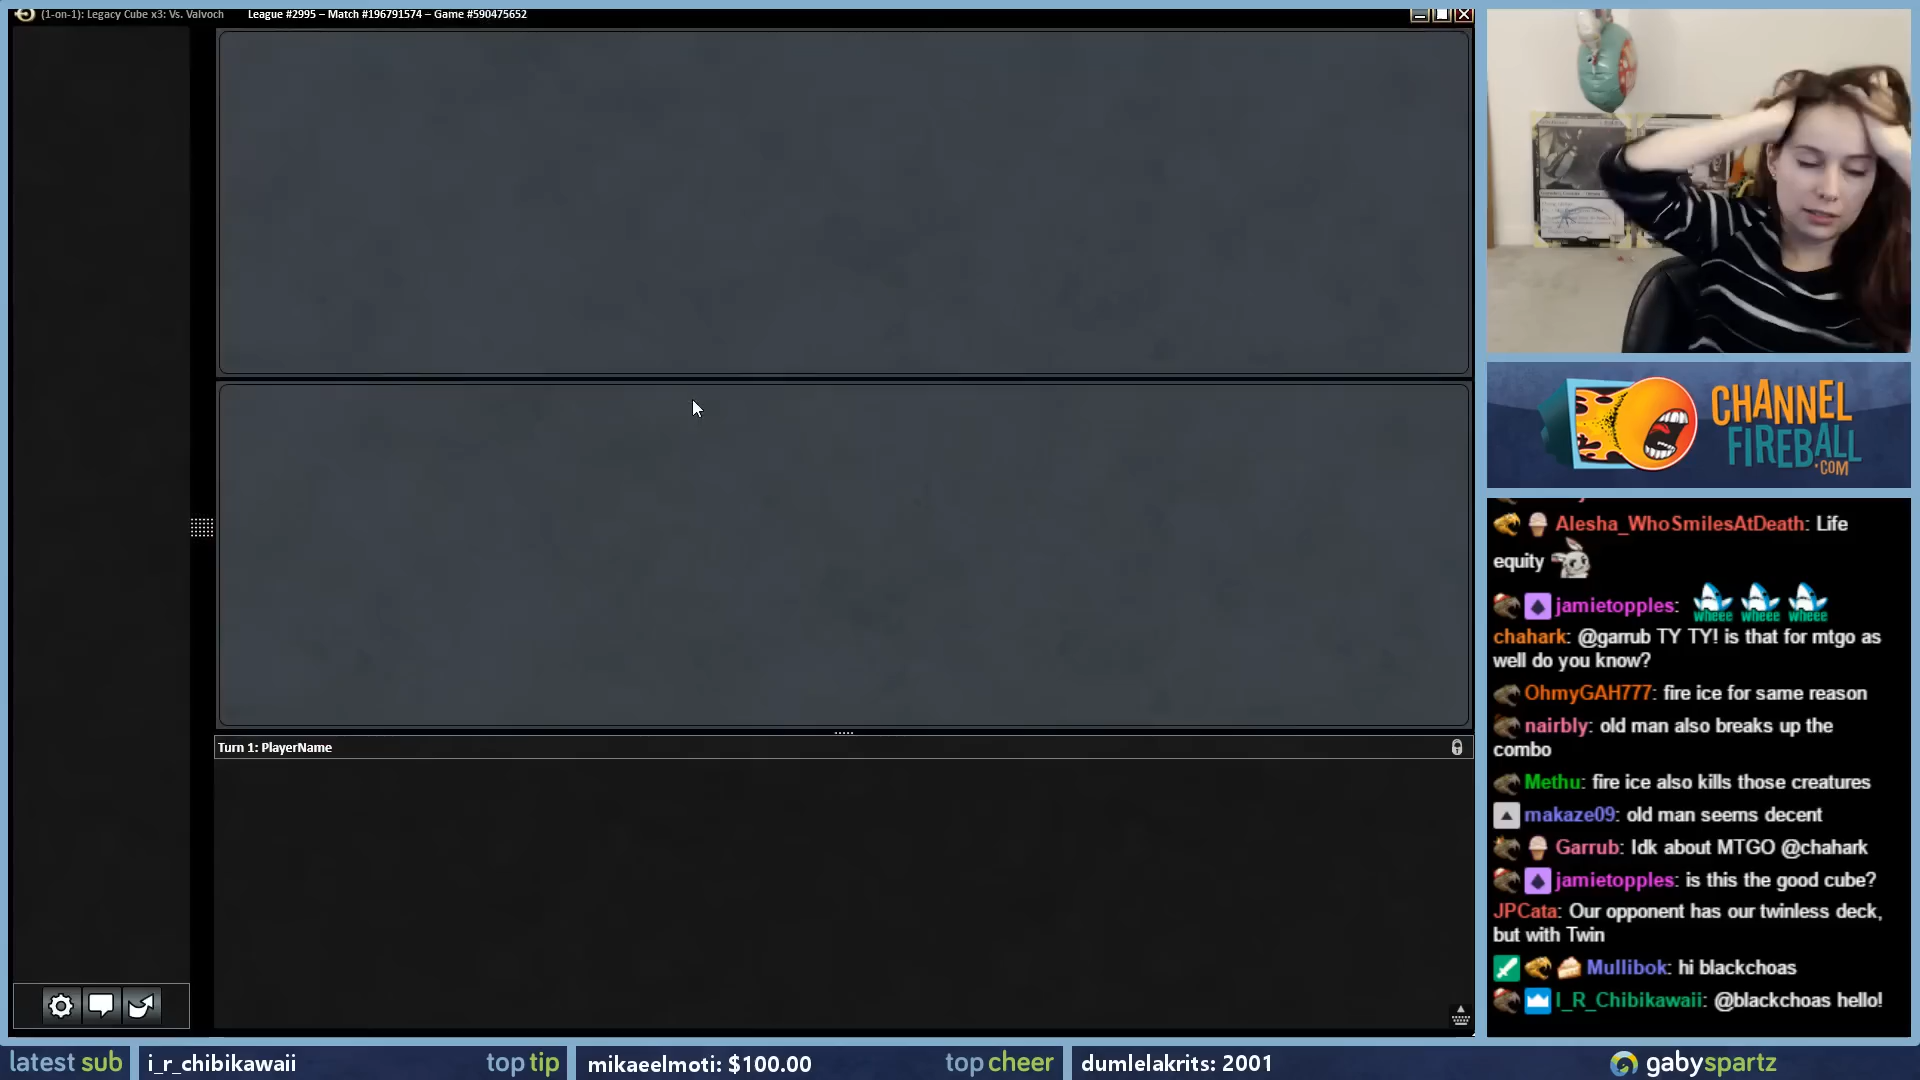 (1-on-1): Legacy Cube x3: Vs. Valvoch
League #2995 – Match #196791574 – Game #590475652
Turn 1: PlayerName
CHANNEL
FIREBALL
.COM
Alesha_WhoSmilesAtDeath: Life
equity
jamietopples:
wheee wheee wheee
chahark: @garrub TY TY! is that for mtgo as
well do you know?
OhmyGAH777: fire ice for same reason
nairbly: old man also breaks up the
combo
Methu: fire ice also kills those creatures
makaze09: old man seems decent
Garrub: Idk about MTGO @chahark
jamietopples: is this the good cube?
JPCata: Our opponent has our twinless deck,
but with Twin
Mullibok: hi blackchoas
I_R_Chibikawaii: @blackchoas hello!
latest sub
i_r_chibikawaii
top tip
mikaeelmoti: $100.00
top cheer
dumlelakrits: 2001
gabyspartz